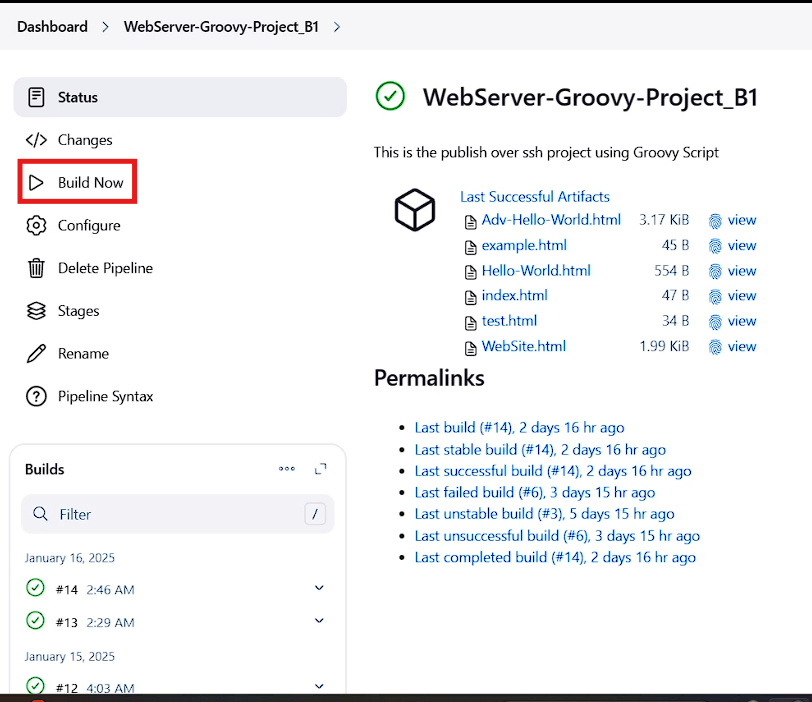 Dashboard > WebServer-Groovy-Project_B1 >
Status
Changes
Build Now
Configure
Delete Pipeline
Stages
Rename
Pipeline Syntax
Builds
Filter /
January 16, 2025
#14 2:46 AM
#13 2:29 AM
January 15, 2025
#12 4:03 AM
WebServer-Groovy-Project_B1
This is the publish over ssh project using Groovy Script
Last Successful Artifacts
Adv-Hello-World.html 3.17 KiB view
example.html 45 B view
Hello-World.html 554 B view
index.html 47 B view
test.html 34 B view
WebSite.html 1.99 KiB view
Permalinks
Last build (#14), 2 days 16 hr ago
Last stable build (#14), 2 days 16 hr ago
Last successful build (#14), 2 days 16 hr ago
Last failed build (#6), 3 days 15 hr ago
Last unstable build (#3), 5 days 15 hr ago
Last unsuccessful build (#6), 3 days 15 hr ago
Last completed build (#14), 2 days 16 hr ago